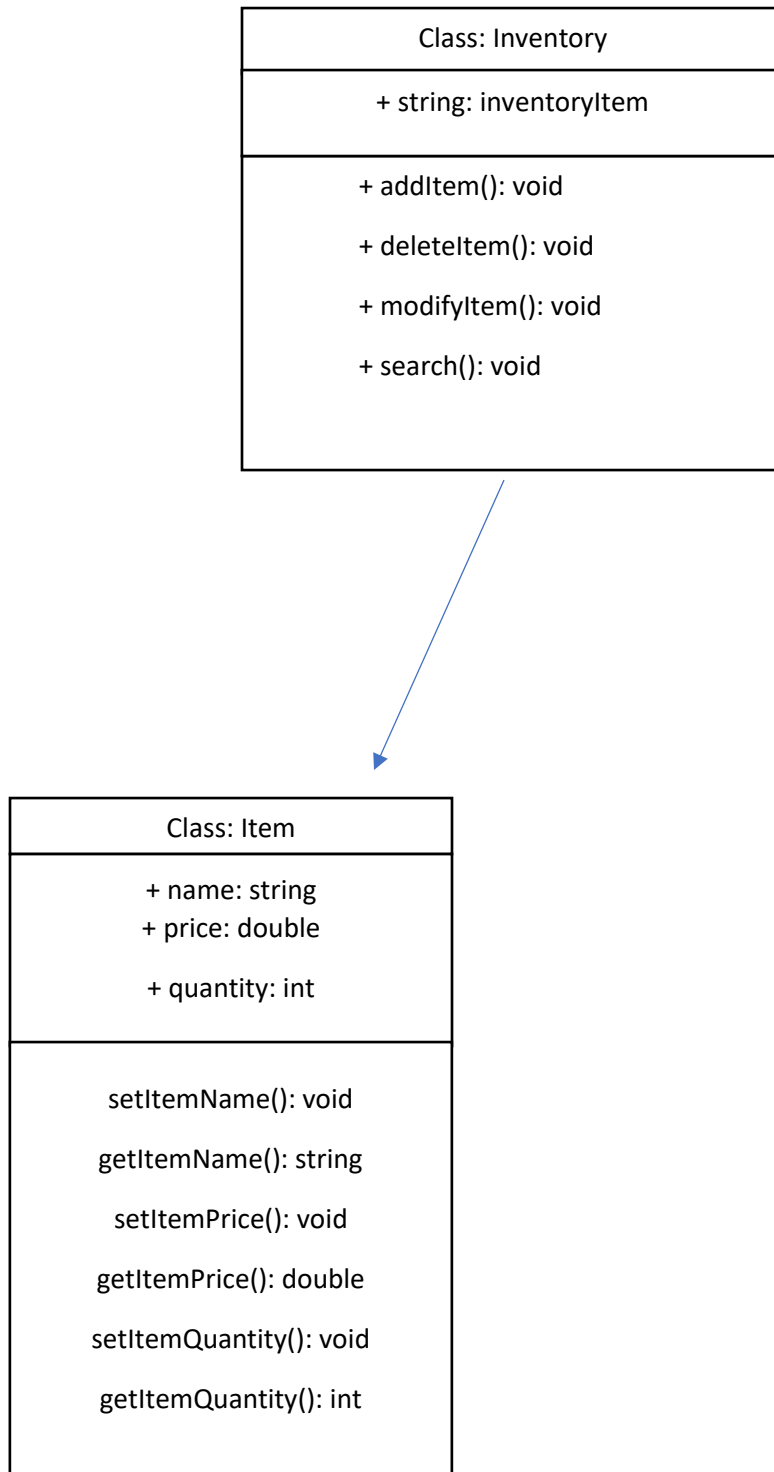 Class: Inventory
+ string: inventoryItem
+ addItem(): void
+ deleteItem(): void
+ modifyItem(): void
+ search(): void
Class: Item
+ name: string
+ price: double
+ quantity: int
setItemName(): void
getItemName(): string
setItemPrice(): void
getItemPrice(): double
setItemQuantity(): void
getItemQuantity(): int